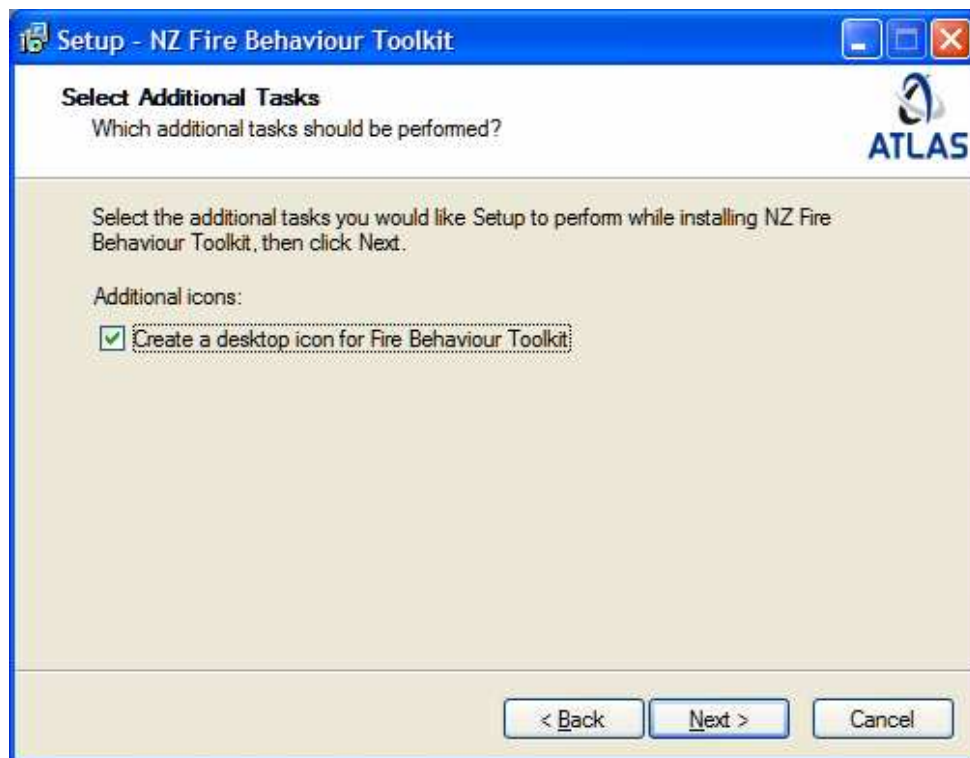 Setup - NZ Fire Behaviour Toolkit
Select Additional Tasks
Which additional tasks should be performed?
ATLAS
Select the additional tasks you would like Setup to perform while installing NZ Fire
Behaviour Toolkit, then click Next.
Additional icons:
Create a desktop icon for Fire Behaviour Toolkit
< Back
Next >
Cancel